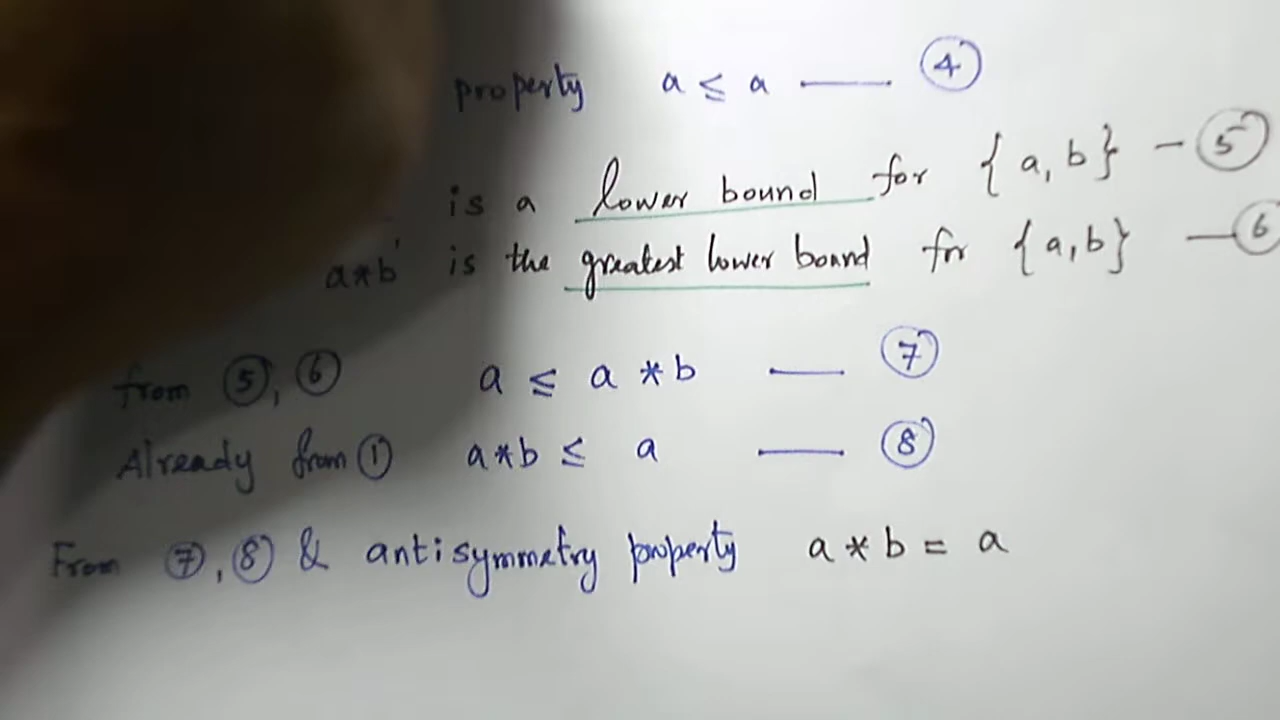 property a ≤ a —— ④
is a lower bound for {a, b} — ⑤
a*b is the greatest lower bound for {a, b} — ⑥
from ⑤, ⑥ a ≤ a * b —— ⑦
Already from ① a*b ≤ a —— ⑧
From ⑦, ⑧ & antisymmetry property a * b = a